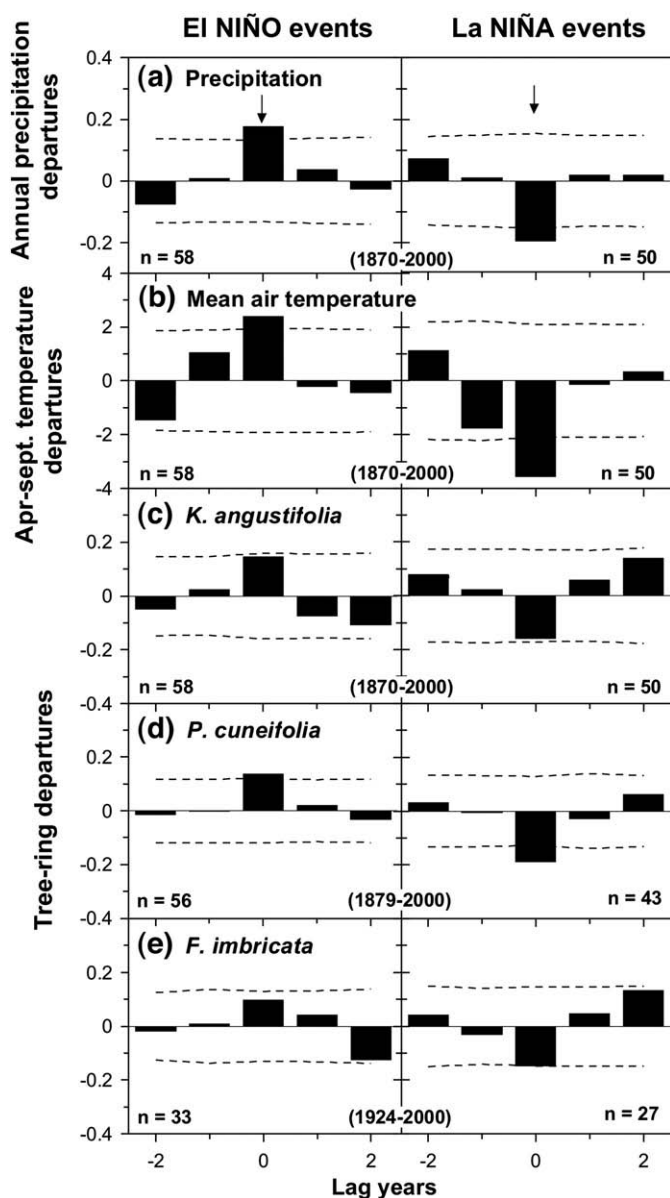 El NIÑO events
La NIÑA events
Annual precipitation
departures
Apr-sept. temperature
departures
Tree-ring departures
0.4
(a) Precipitation
0.2
0
-0.2
n = 58
(1870-2000)
n = 50
4
(b) Mean air temperature
2
0
-2
n = 58
(1870-2000)
n = 50
-4
(c) K. angustifolia
0.2
0
-0.2
n = 58
(1870-2000)
n = 50
-0.4
(d) P. cuneifolia
0.2
0
-0.2
n = 56
(1879-2000)
n = 43
-0.4
(e) F. imbricata
0.2
0
-0.2
n = 33
(1924-2000)
n = 27
-0.4
-2 0 2 -2 0 2
Lag years